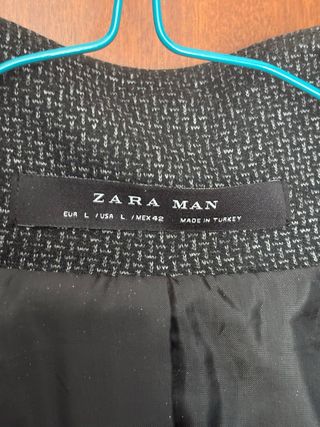 ZARA MAN
EUR L / USA L / MEX 42 MADE IN TURKEY